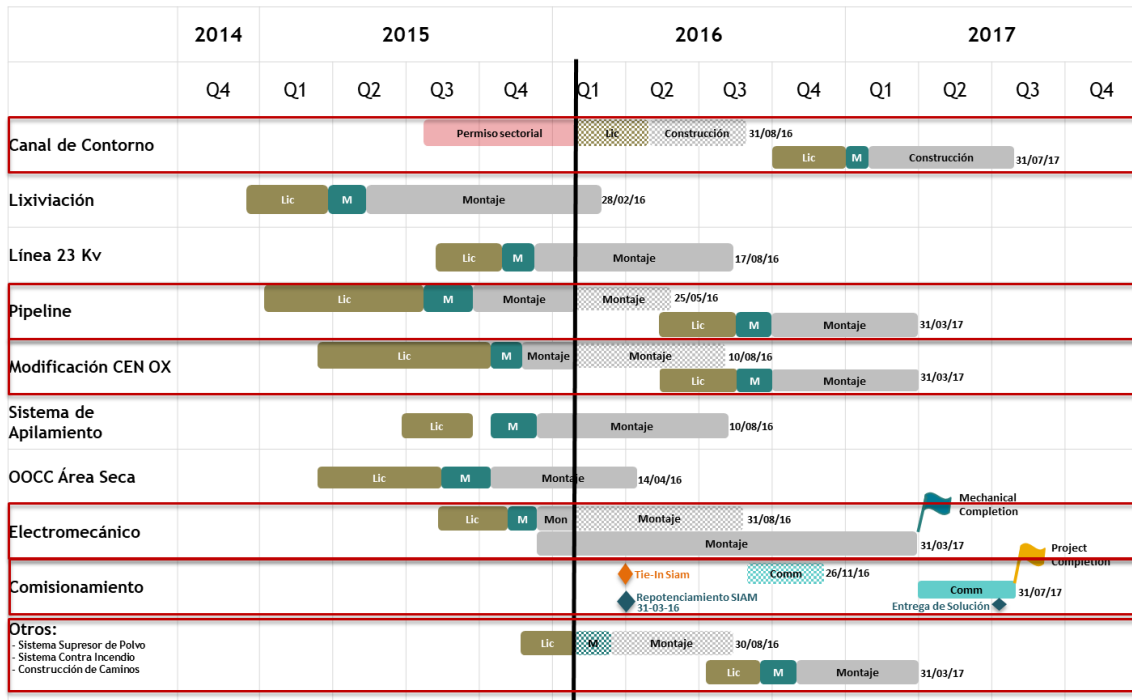 2014 2015 2016 2017
Q4 Q1 Q2 Q3 Q4 Q1 Q2 Q3 Q4 Q1 Q2 Q3 Q4
Canal de Contorno
Permiso sectorial Lic Construcción 31/08/16
Lic M Construcción 31/07/17
Lixiviación
Lic M Montaje 28/02/16
Línea 23 Kv
Lic M Montaje 17/08/16
Pipeline
Lic M Montaje Montaje 25/05/16
Lic M Montaje 31/03/17
Modificación CEN OX
Lic M Montaje Montaje 10/08/16
Lic M Montaje 31/03/17
Sistema de
Apilamiento
Lic M Montaje 10/08/16
OOCC Área Seca
Lic M Montaje 14/04/16
Mechanical
Completion
Electromecánico
Lic M Mon Montaje 31/08/16
Montaje 31/03/17
Project
Completion
Comisionamiento
Tie-In Siam Comm 26/11/16
Repotenciamiento SIAM
31-03-16
Comm 31/07/17
Entrega de Solución
Otros:
- Sistema Supresor de Polvo
- Sistema Contra Incendio
- Construcción de Caminos
Lic M Montaje 30/08/16
Lic M Montaje 31/03/17